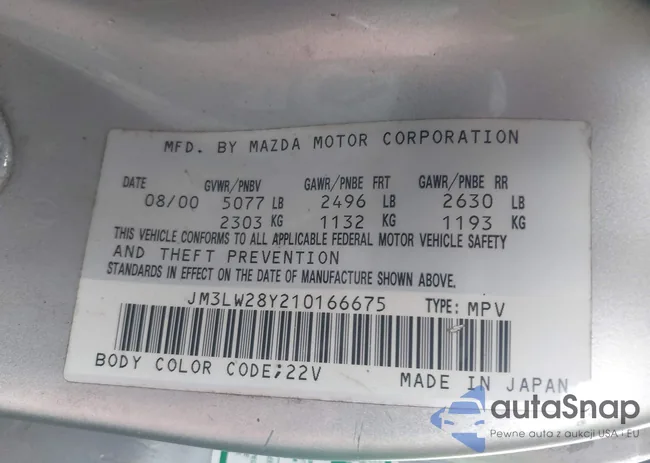 MFD. BY MAZDA MOTOR CORPORATION
DATE GVWR/PNBV GAWR/PNBE FRT GAWR/PNBE RR
08/00 5077 LB 2496 LB 2630 LB
2303 KG 1132 KG 1193 KG
THIS VEHICLE CONFORMS TO ALL APPLICABLE FEDERAL MOTOR VEHICLE SAFETY
AND THEFT PREVENTION
STANDARDS IN EFFECT ON THE DATE OF MANUFACTURE SHOWN ABOVE.
JM3LW28Y210166675 TYPE: MPV
BODY COLOR CODE;22V MADE IN JAPAN
autaSnap
Pewne auta z aukcji USA i EU